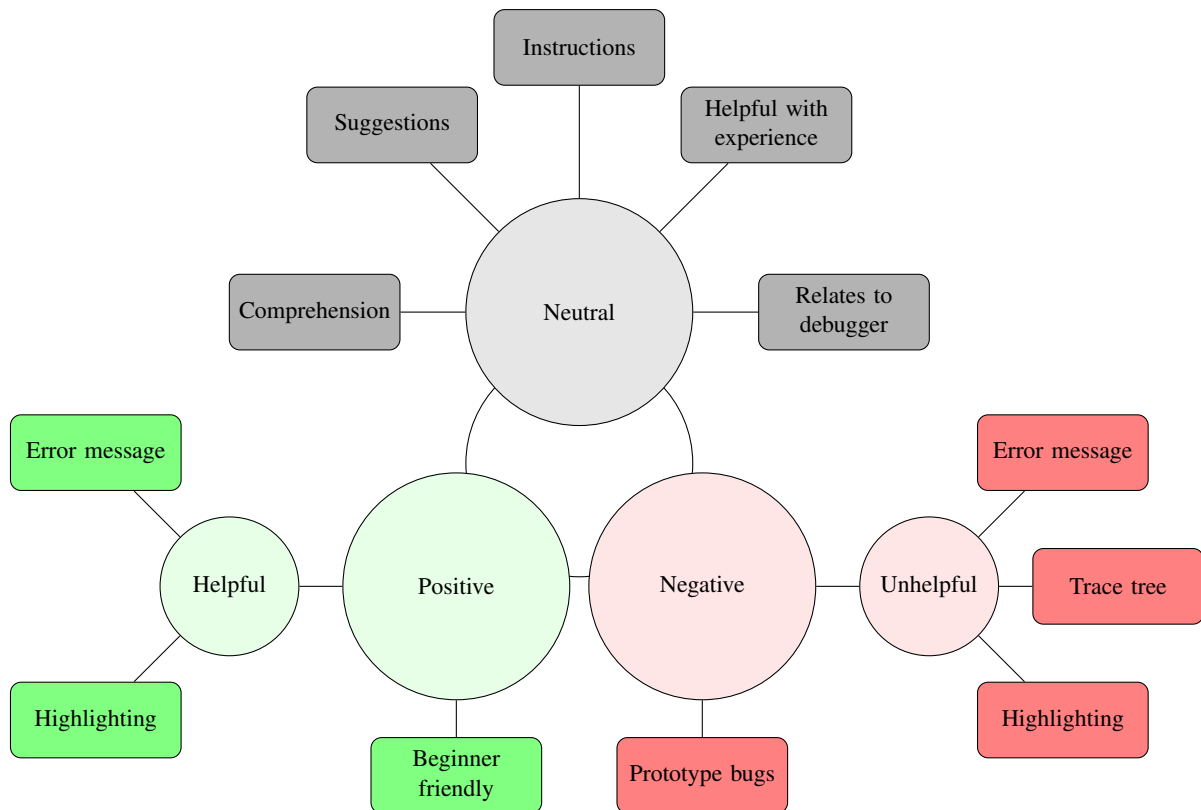 Instructions
Suggestions
Helpful with
experience
Comprehension
Neutral
Relates to
debugger
Error message
Error message
Helpful
Positive
Negative
Unhelpful
Trace tree
Highlighting
Highlighting
Beginner
friendly
Prototype bugs